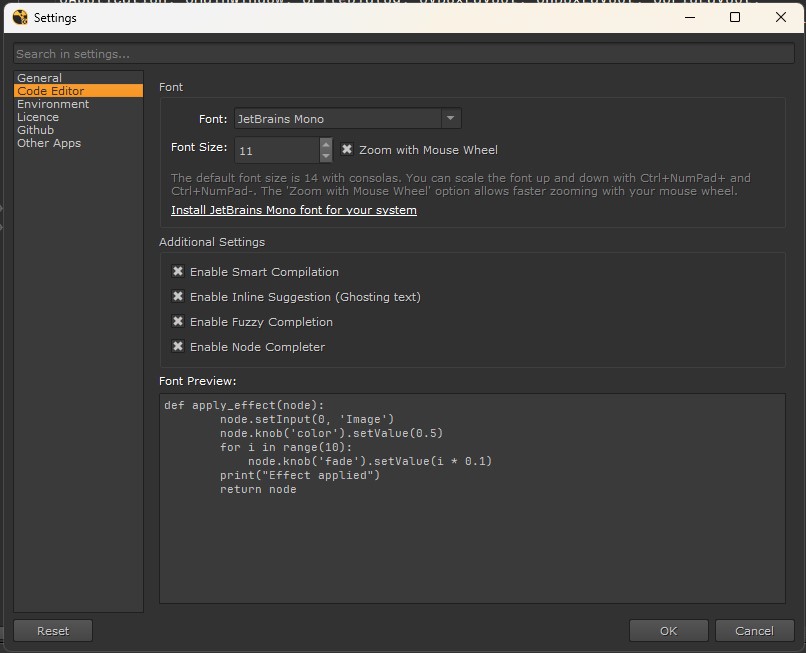 Settings
Search in settings...
General
Code Editor
Environment
Licence
Github
Other Apps
Font
Font: JetBrains Mono
Font Size: 11 Zoom with Mouse Wheel
The default font size is 14 with consolas. You can scale the font up and down with Ctrl+NumPad+ and
Ctrl+NumPad-. The 'Zoom with Mouse Wheel' option allows faster zooming with your mouse wheel.
Install JetBrains Mono font for your system
Additional Settings
Enable Smart Compilation
Enable Inline Suggestion (Ghosting text)
Enable Fuzzy Completion
Enable Node Completer
Font Preview:
def apply_effect(node):
        node.setInput(0, 'Image')
        node.knob('color').setValue(0.5)
        for i in range(10):
            node.knob('fade').setValue(i * 0.1)
        print("Effect applied")
        return node
Reset
OK
Cancel